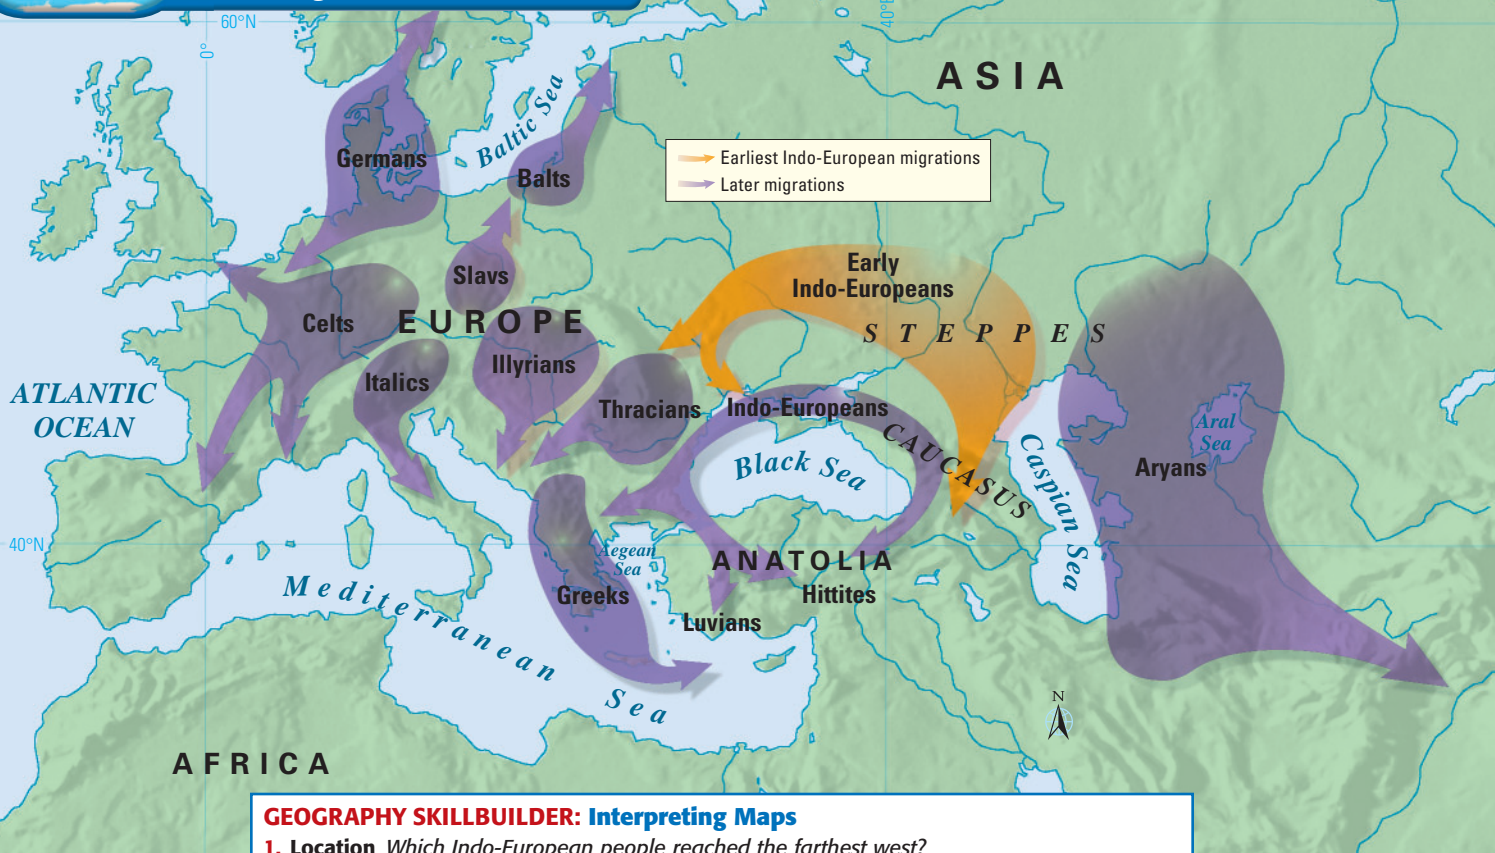 60°N
0°
40°E
ASIA
Baltic Sea
Germans
Balts
Earliest Indo-European migrations
Later migrations
Slavs
Early
Indo-Europeans
STEPPES
Celts
EUROPE
Illyrians
Italics
ATLANTIC
OCEAN
Thracians
Indo-Europeans
CAUCASUS
Black Sea
Caspian Sea
Aral
Sea
Aryans
40°N
Aegean
Sea
ANATOLIA
Hittites
Greeks
Luvians
Mediterranean Sea
N
AFRICA
GEOGRAPHY SKILLBUILDER: Interpreting Maps
1. Location Which Indo-European people reached the farthest west?